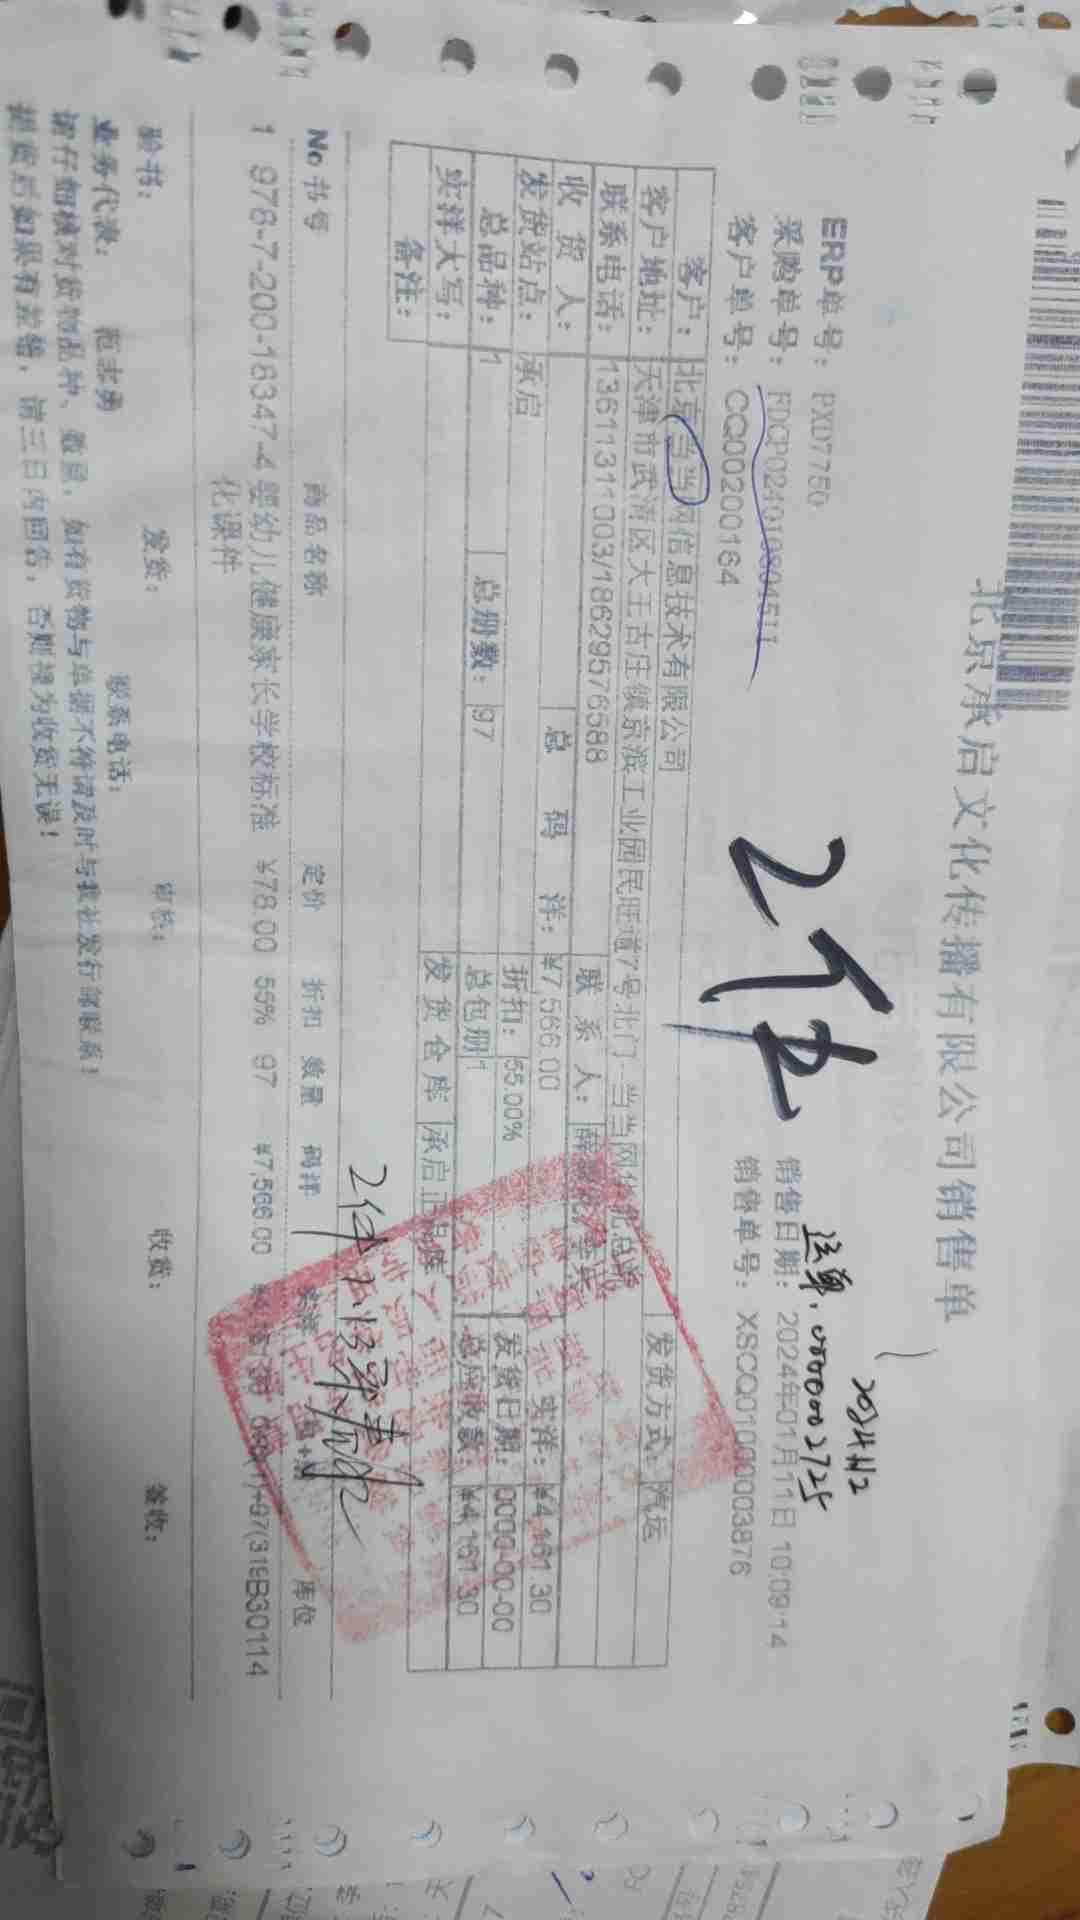 北京承启文化传播有限公司销售单
2024.1.12
运单:0000002725
ERP单号: PXD7750
采购单号: PDCP024010804511
销售日期: 2024年01月11日 10:09:14
客户单号: CQ00200164
销售单号: XSCQ0100003876
2件
客户: 北京当当网信息技术有限公司
发货方式: 汽运
客户地址: 天津市武清区大王古庄镇京滨工业园民旺道7号北门 当当网华北总
联系电话: 13611311003/18629576588
联系人:
收货人:
总码洋: ¥7,566.00
实洋: ¥4,161.30
发货站点: 承启
折扣: 55.00%
发货日期: 0000-00-00
总品种: 1
总册数: 97
总包册 1
总应收款: ¥4,161.30
实洋大写:
发货仓库 承启正
备注:
2件
No 书号 商品名称 定价 折扣 数量 码洋 库位
1 978-7-200-18347-4 婴幼儿健康家长学校标准 ¥78.00 55% 97 ¥7,566.00
化课件
验书: 发货: 审核: 收货: 签收:
业务代表: 范志勇 联系电话:
请仔细核对货物品种、数量, 如有货物与单据不符请及时与我社发行部联系!
提货后如果有差错, 请三日内回告, 否则视为收货无误!